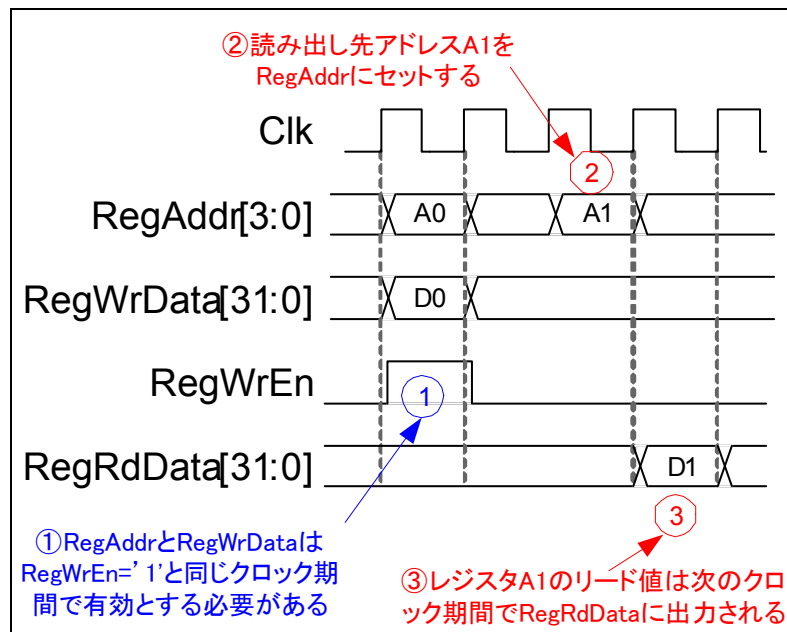 ②読み出し先アドレスA1を
RegAddrにセットする
Clk
2
RegAddr[3:0]
A0
A1
RegWrData[31:0]
D0
RegWrEn
1
RegRdData[31:0]
D1
3
①RegAddrとRegWrDataは
RegWrEn='1'と同じクロック期
間で有効とする必要がある
③レジスタA1のリード値は次のクロ
ック期間でRegRdDataに出力される